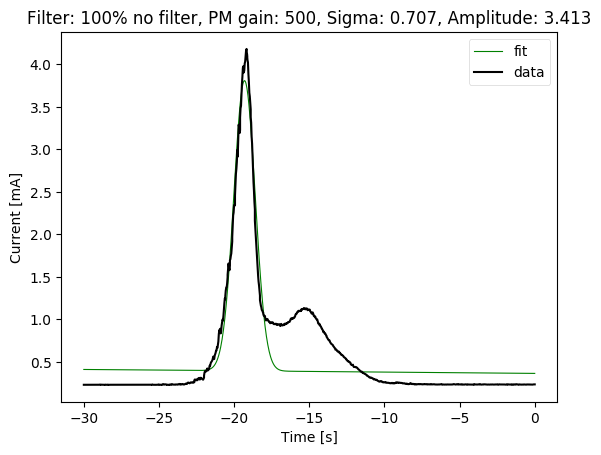 Filter: 100% no filter, PM gain: 500, Sigma: 0.707, Amplitude: 3.413
fit
data
4.0
3.5
3.0
2.5
2.0
1.5
1.0
0.5
Current [mA]
−30 −25 −20 −15 −10 −5 0
Time [s]